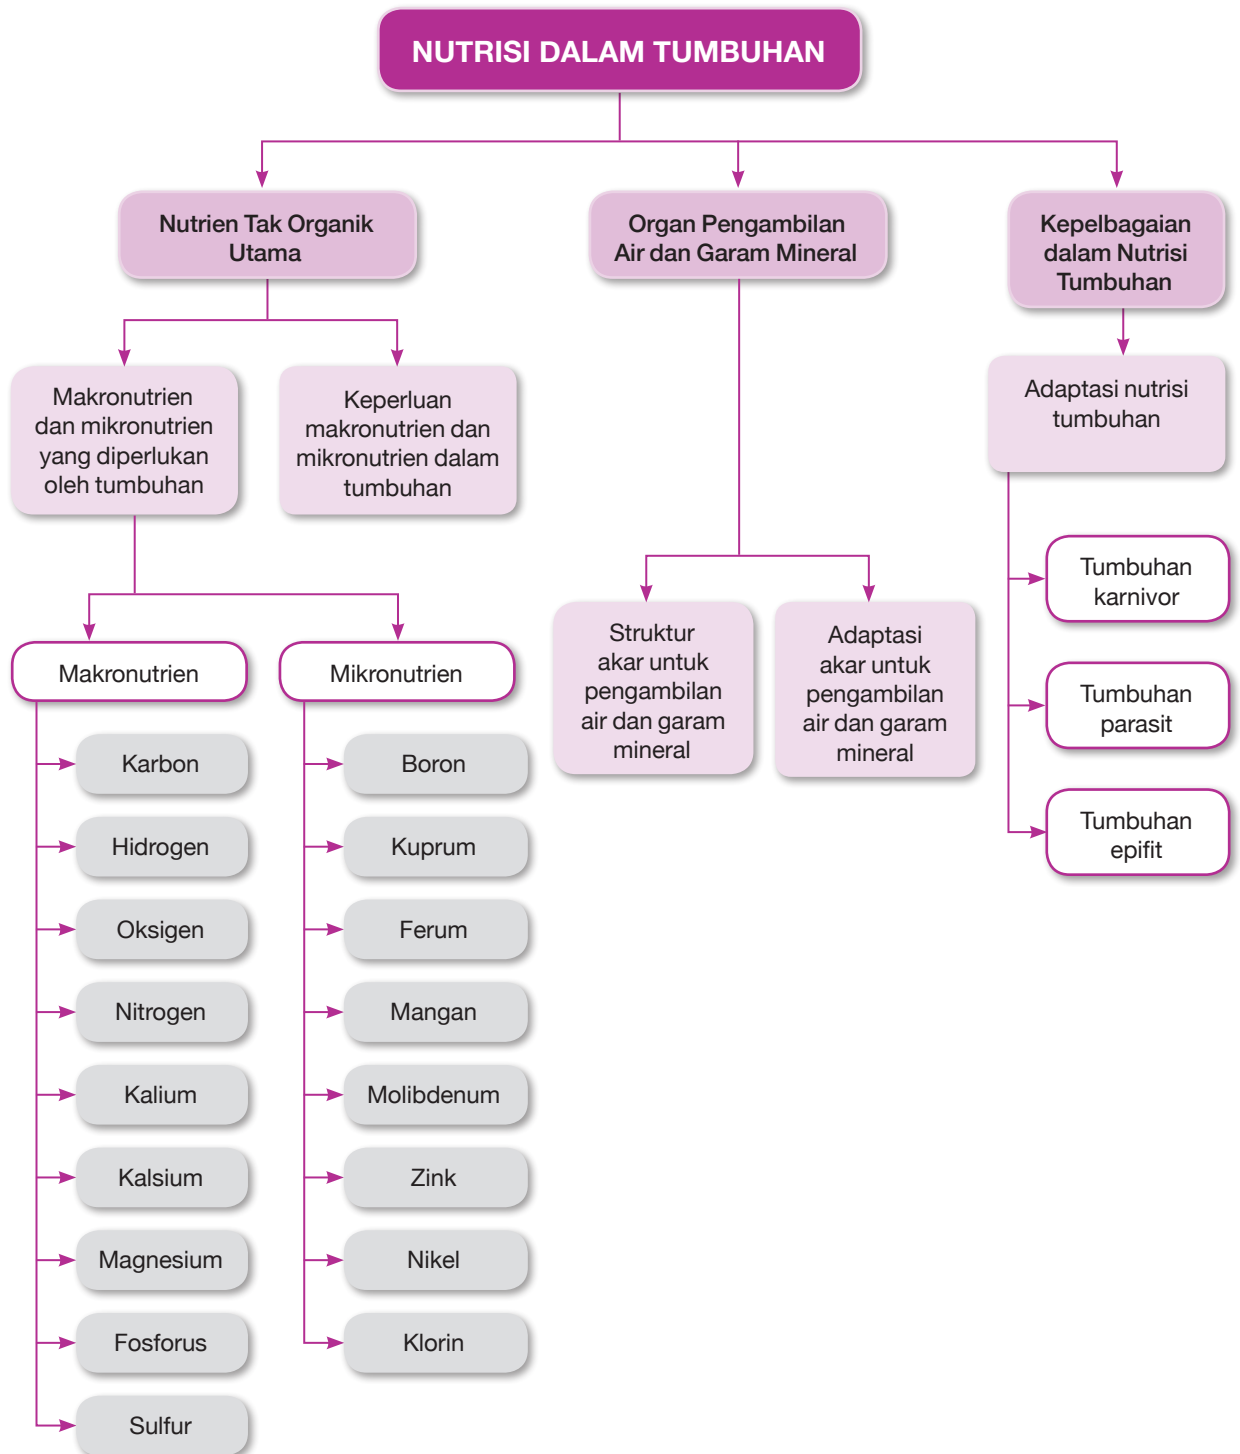 NUTRISI DALAM TUMBUHAN
Nutrien Tak Organik
Utama
Organ Pengambilan
Air dan Garam Mineral
Kepelbagaian
dalam Nutrisi
Tumbuhan
Makronutrien
dan mikronutrien
yang diperlukan
oleh tumbuhan
Keperluan
makronutrien dan
mikronutrien dalam
tumbuhan
Makronutrien
Karbon
Hidrogen
Oksigen
Nitrogen
Kalium
Kalsium
Magnesium
Fosforus
Sulfur
Mikronutrien
Boron
Kuprum
Ferum
Mangan
Molibdenum
Zink
Nikel
Klorin
Struktur
akar untuk
pengambilan
air dan garam
mineral
Adaptasi
akar untuk
pengambilan
air dan garam
mineral
Adaptasi nutrisi
tumbuhan
Tumbuhan
karnivor
Tumbuhan
parasit
Tumbuhan
epifit